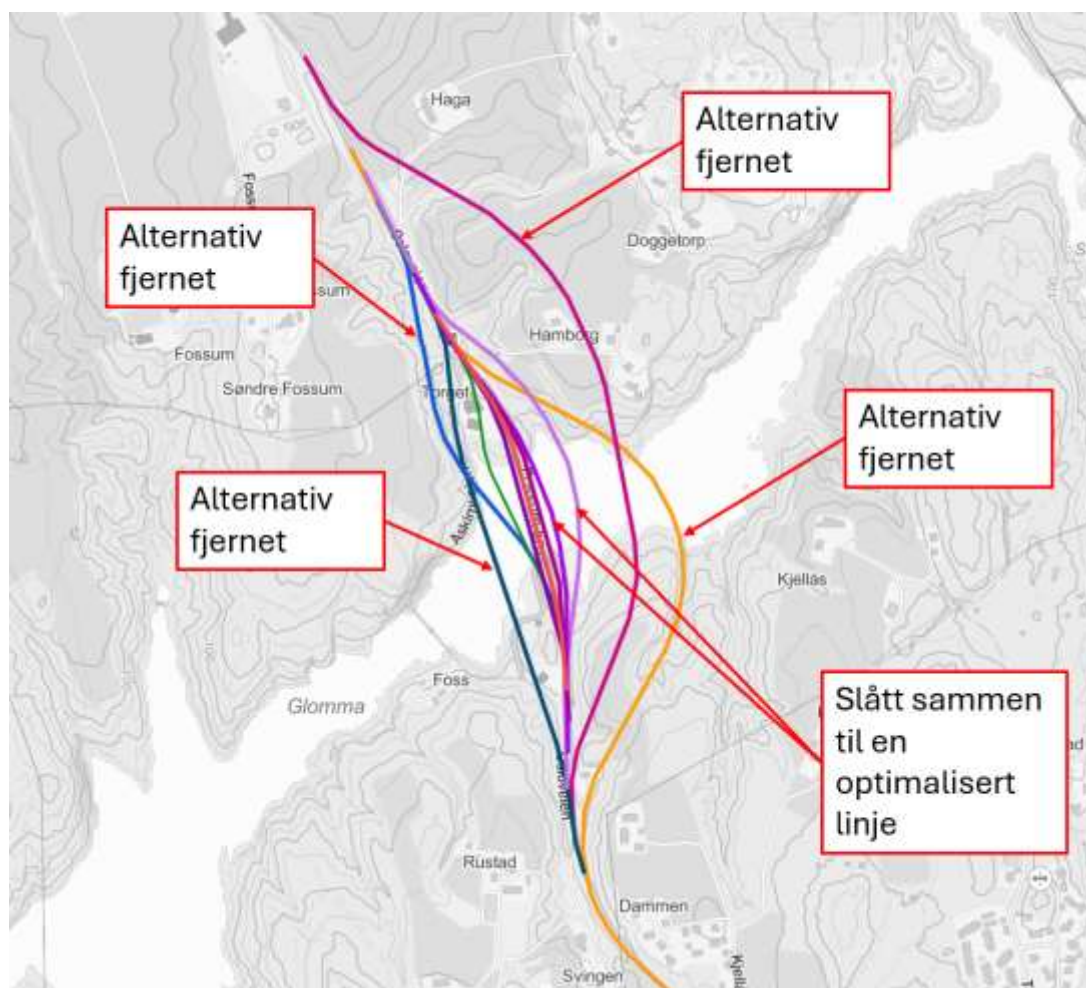 Haga
Alternativ
fjernet
Doggetorp
Alternativ
fjernet
Hamborg
Fossum
Søndre Fossum
Torget
Alternativ
fjernet
Alternativ
fjernet
Kjellås
Foss
Glomma
Slått sammen
til en
optimalisert
linje
Rustad
Dammen
Svingen